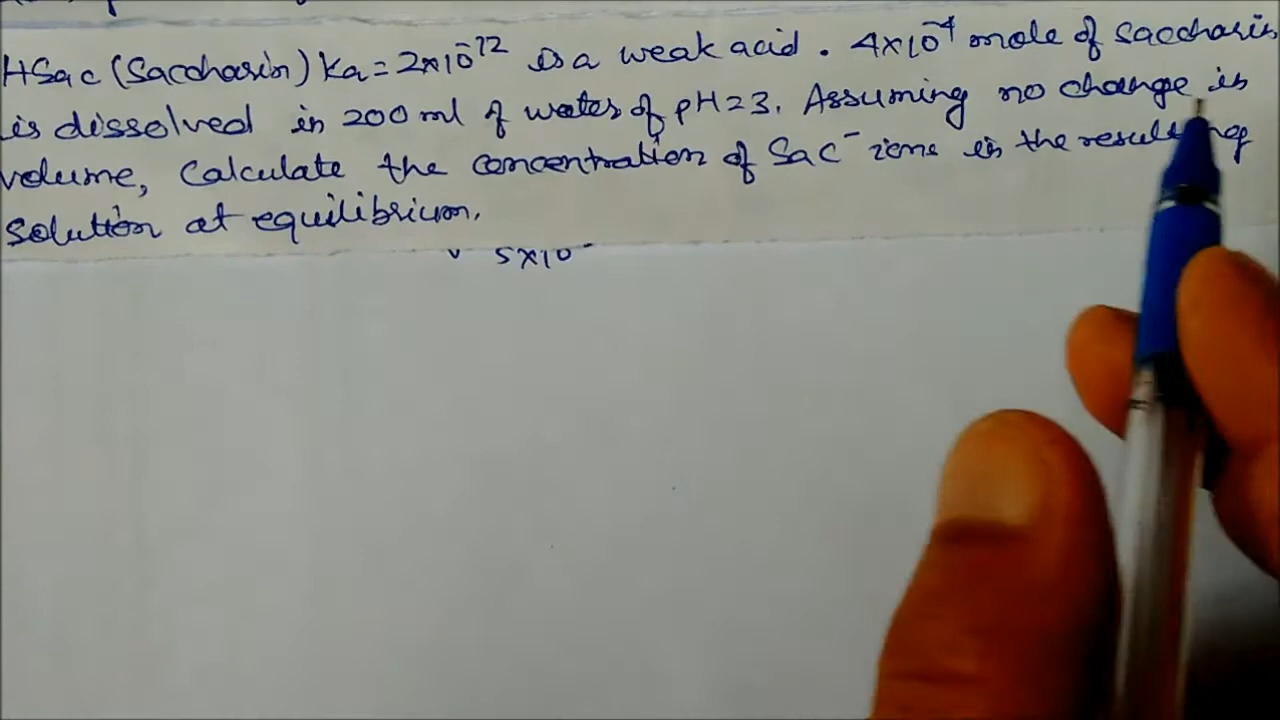 HSac (Saccharin) Ka = 2×10⁻¹² is a weak acid. 4×10⁻⁴ mole of Saccharin
is dissolved in 200 ml of water of pH = 3. Assuming no change in
volume, Calculate the concentration of Sac⁻ ions in the resulting
solution at equilibrium.
5×10⁻